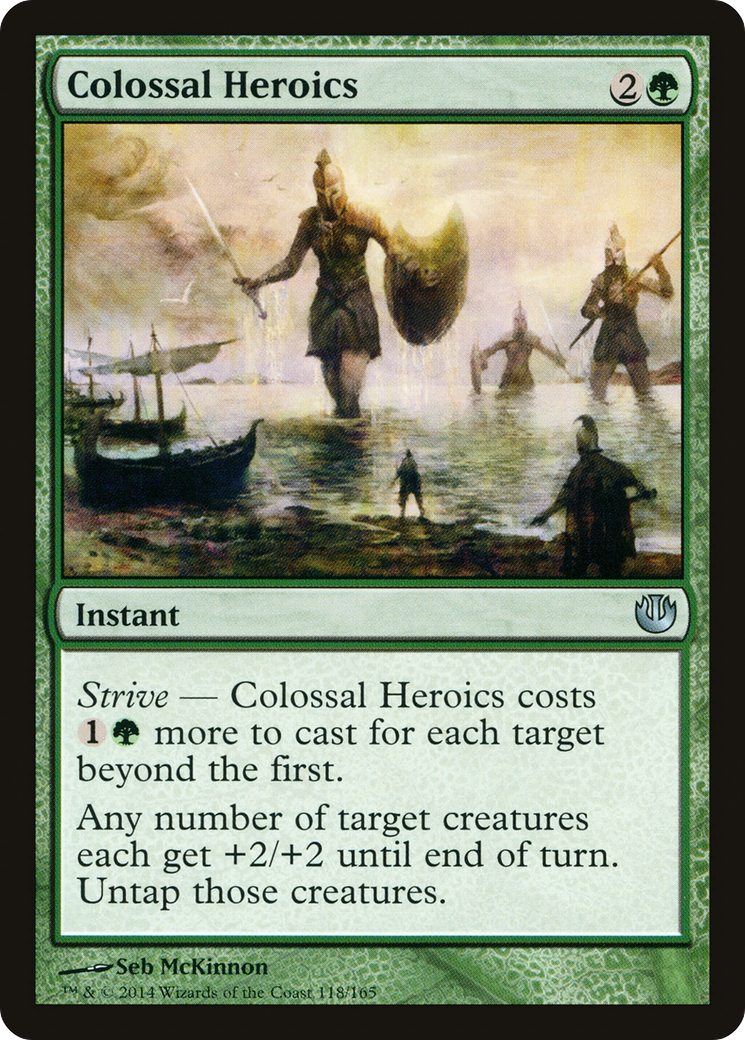 Colossal Heroics 2
Instant
Strive — Colossal Heroics costs
1 more to cast for each target
beyond the first.
Any number of target creatures
each get +2/+2 until end of turn.
Untap those creatures.
Seb McKinnon
™ & © 2014 Wizards of the Coast 118/165